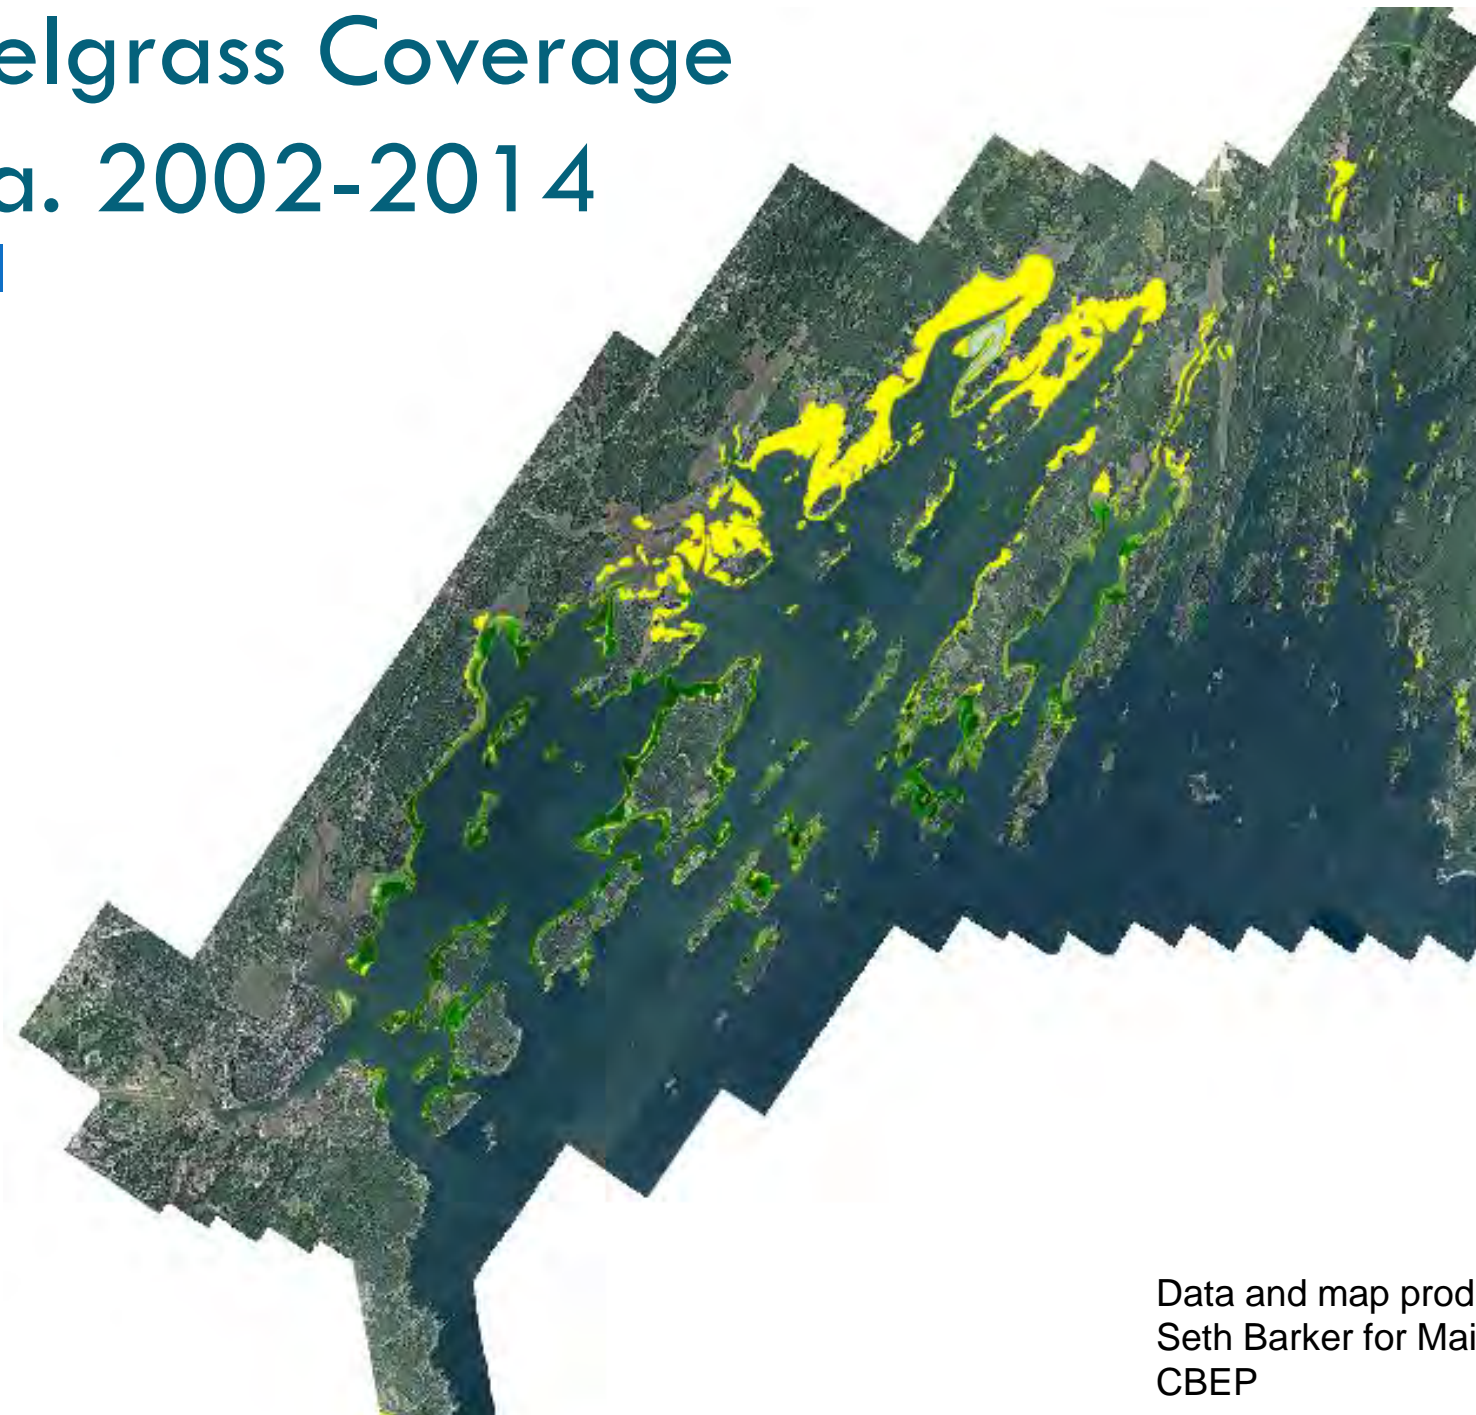 elgrass Coverage
a. 2002-2014
Data and map prod
Seth Barker for Mai
CBEP